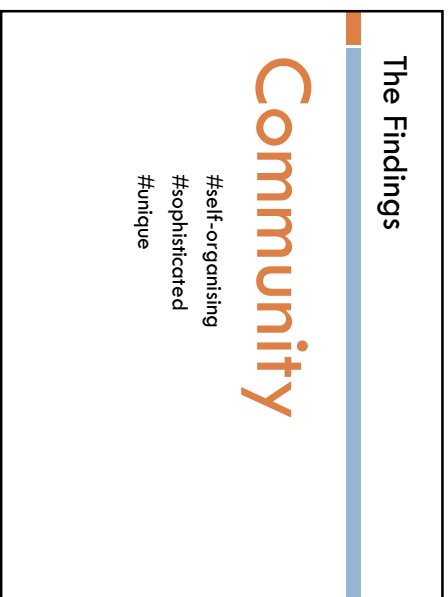 The Findings
Community
#self-organising
#sophisticated
#unique